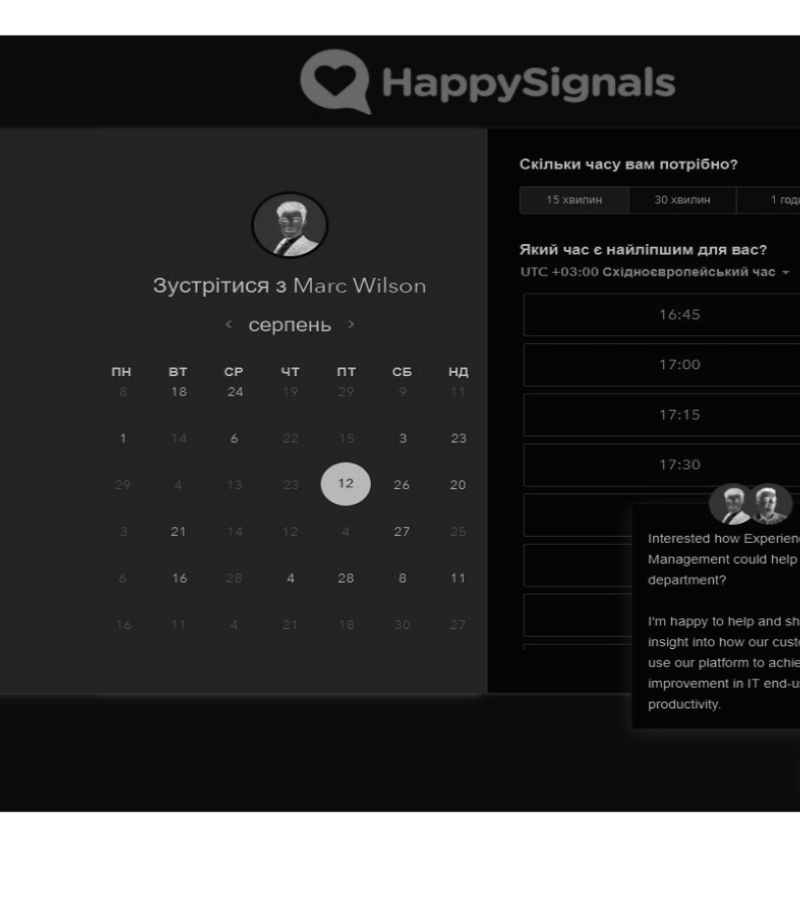 HappySignals
Зустрітися з Marc Wilson
серпень
ПН ВТ СР ЧТ ПТ СБ НД
8 18 24 19 29 9 11
1 14 6 22 15 3 23
29 4 13 23 12 26 20
3 21 14 12 4 27 25
6 16 28 4 28 8 11
16 11 4 21 18 30 27
Скільки часу вам потрібно?
15 хвилин 30 хвилин 1 годи
Який час є найліпшим для вас?
UTC +03:00 Східноєвропейський час
16:45
17:00
17:15
17:30
Interested how Experienc
Management could help
department?
I'm happy to help and sh
insight into how our custo
use our platform to achie
improvement in IT end-us
productivity.